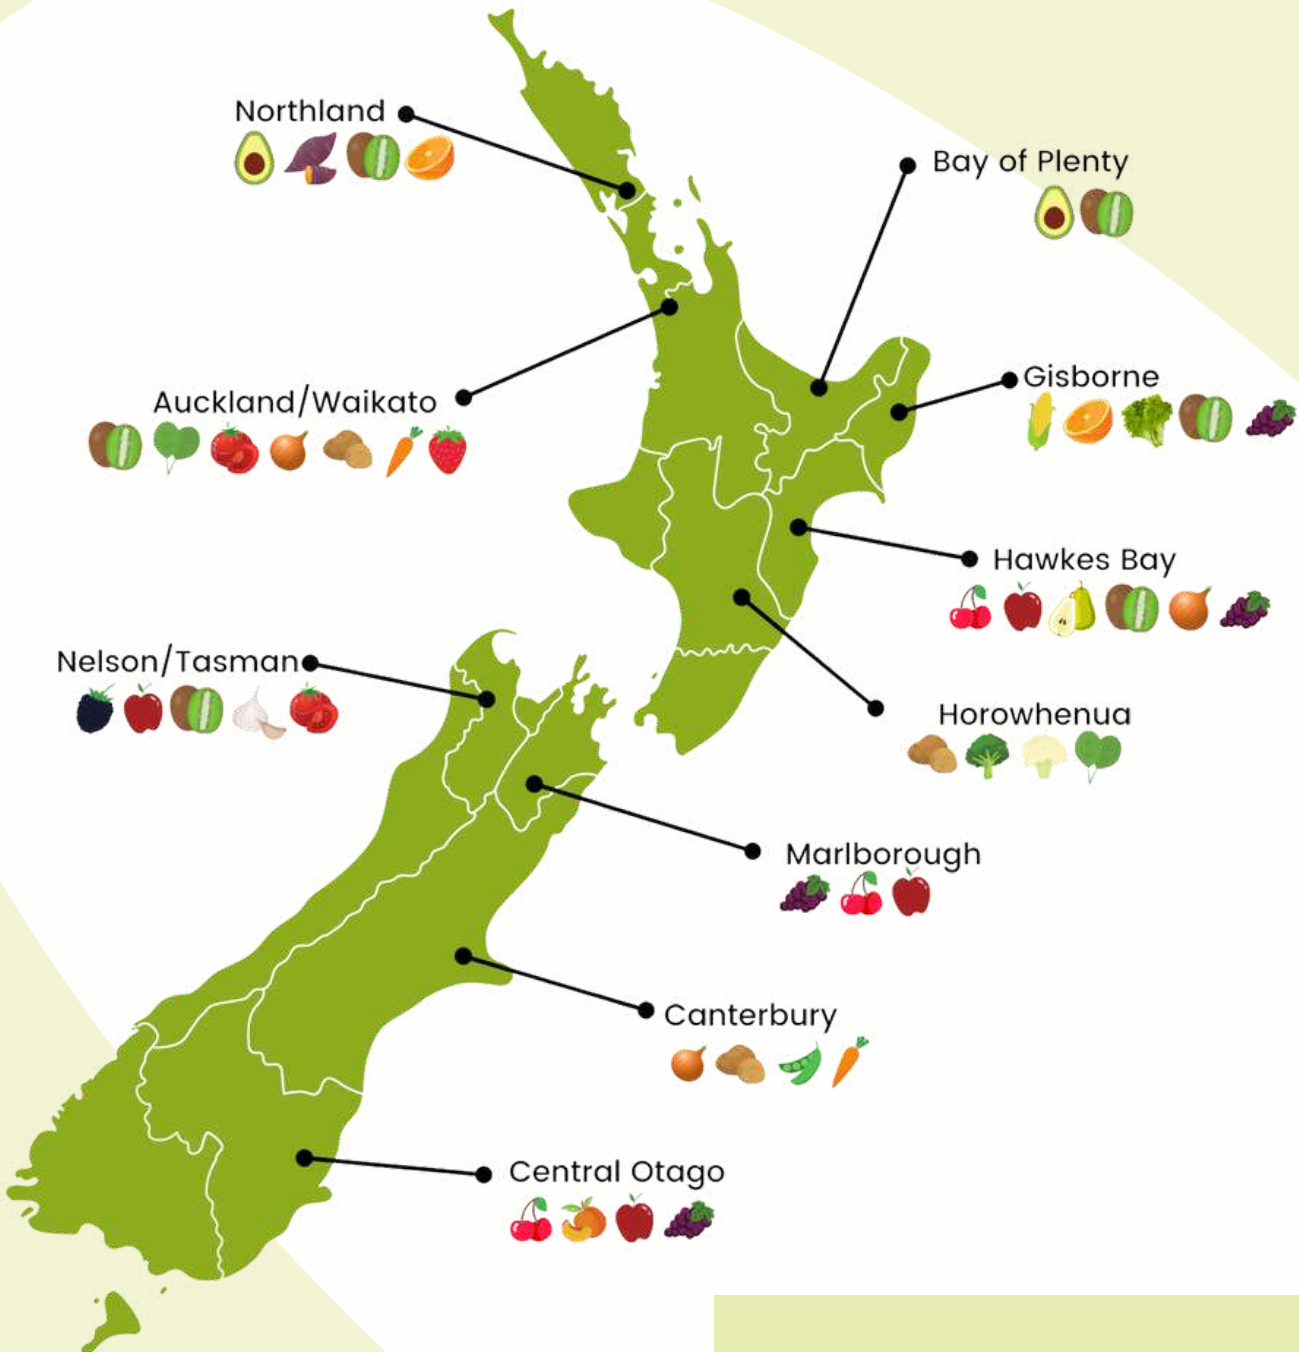 Northland
Bay of Plenty
Auckland/Waikato
Gisborne
Hawkes Bay
Nelson/Tasman
Horowhenua
Marlborough
Canterbury
Central Otago